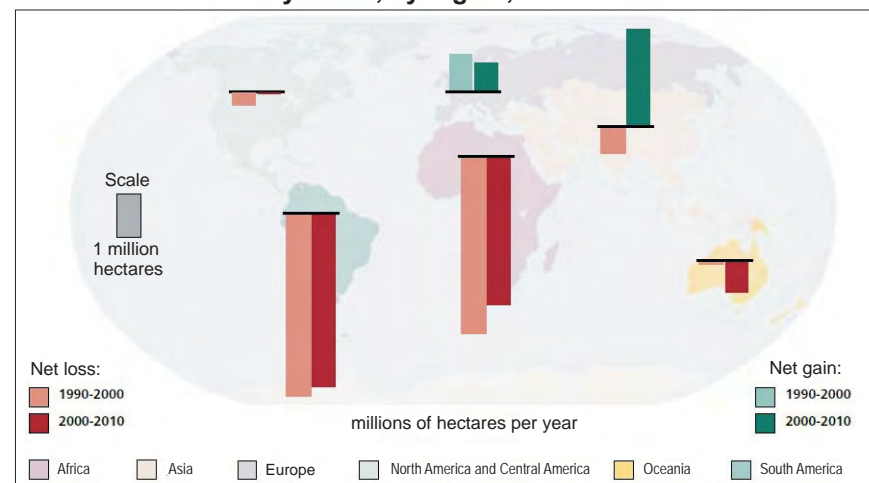 Scale
1 million
hectares
Net loss:
1990-2000
2000-2010
Net gain:
1990-2000
2000-2010
millions of hectares per year
Africa
Asia
Europe
North America and Central America
Oceania
South America